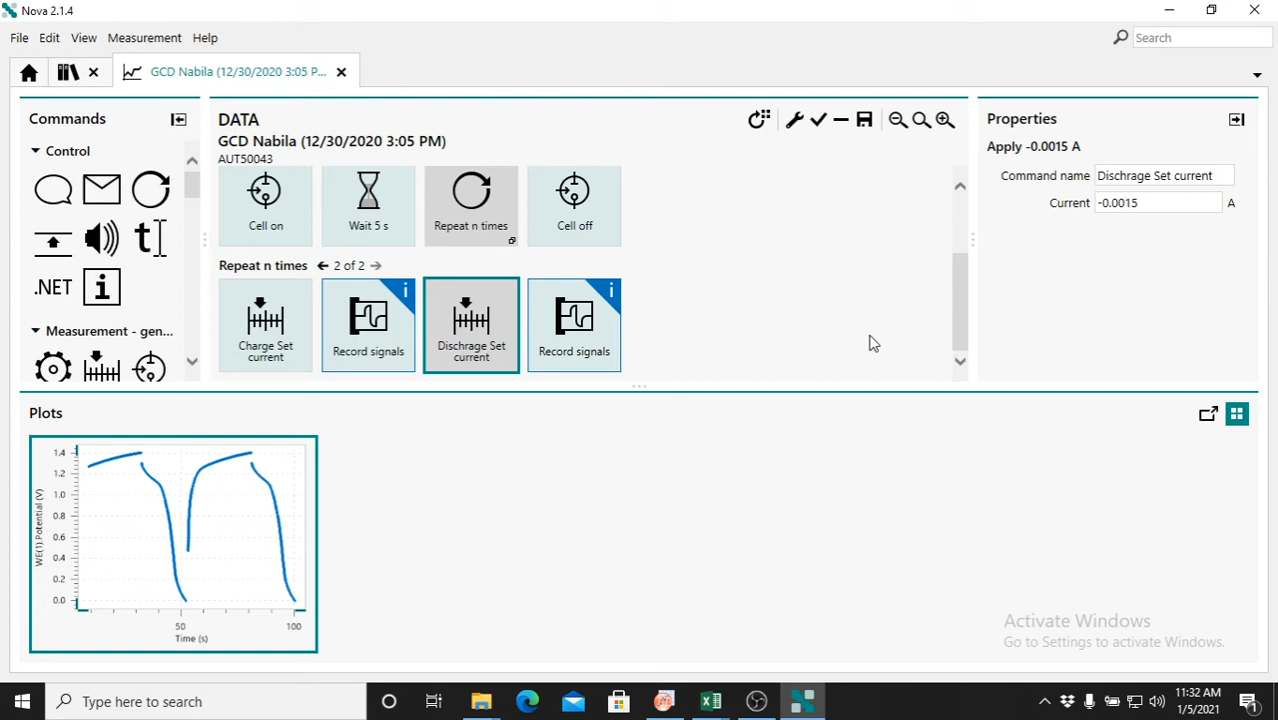 Nova 2.1.4
File Edit View Measurement Help
Search
GCD Nabila (12/30/2020 3:05 P...
Commands
Control
.NET
Measurement - gen...
DATA
GCD Nabila (12/30/2020 3:05 PM)
AUT50043
Cell on
Wait 5 s
Repeat n times
Cell off
Repeat n times 2 of 2
Charge Set current
Record signals
Dischrage Set current
Record signals
Properties
Apply -0.0015 A
Command name Dischrage Set current
Current -0.0015 A
Plots
WE(1).Potential (V)
1.4
1.2
1.0
0.8
0.6
0.4
0.2
0.0
50 100
Time (s)
Activate Windows
Go to Settings to activate Windows.
Type here to search
11:32 AM
1/5/2021
1